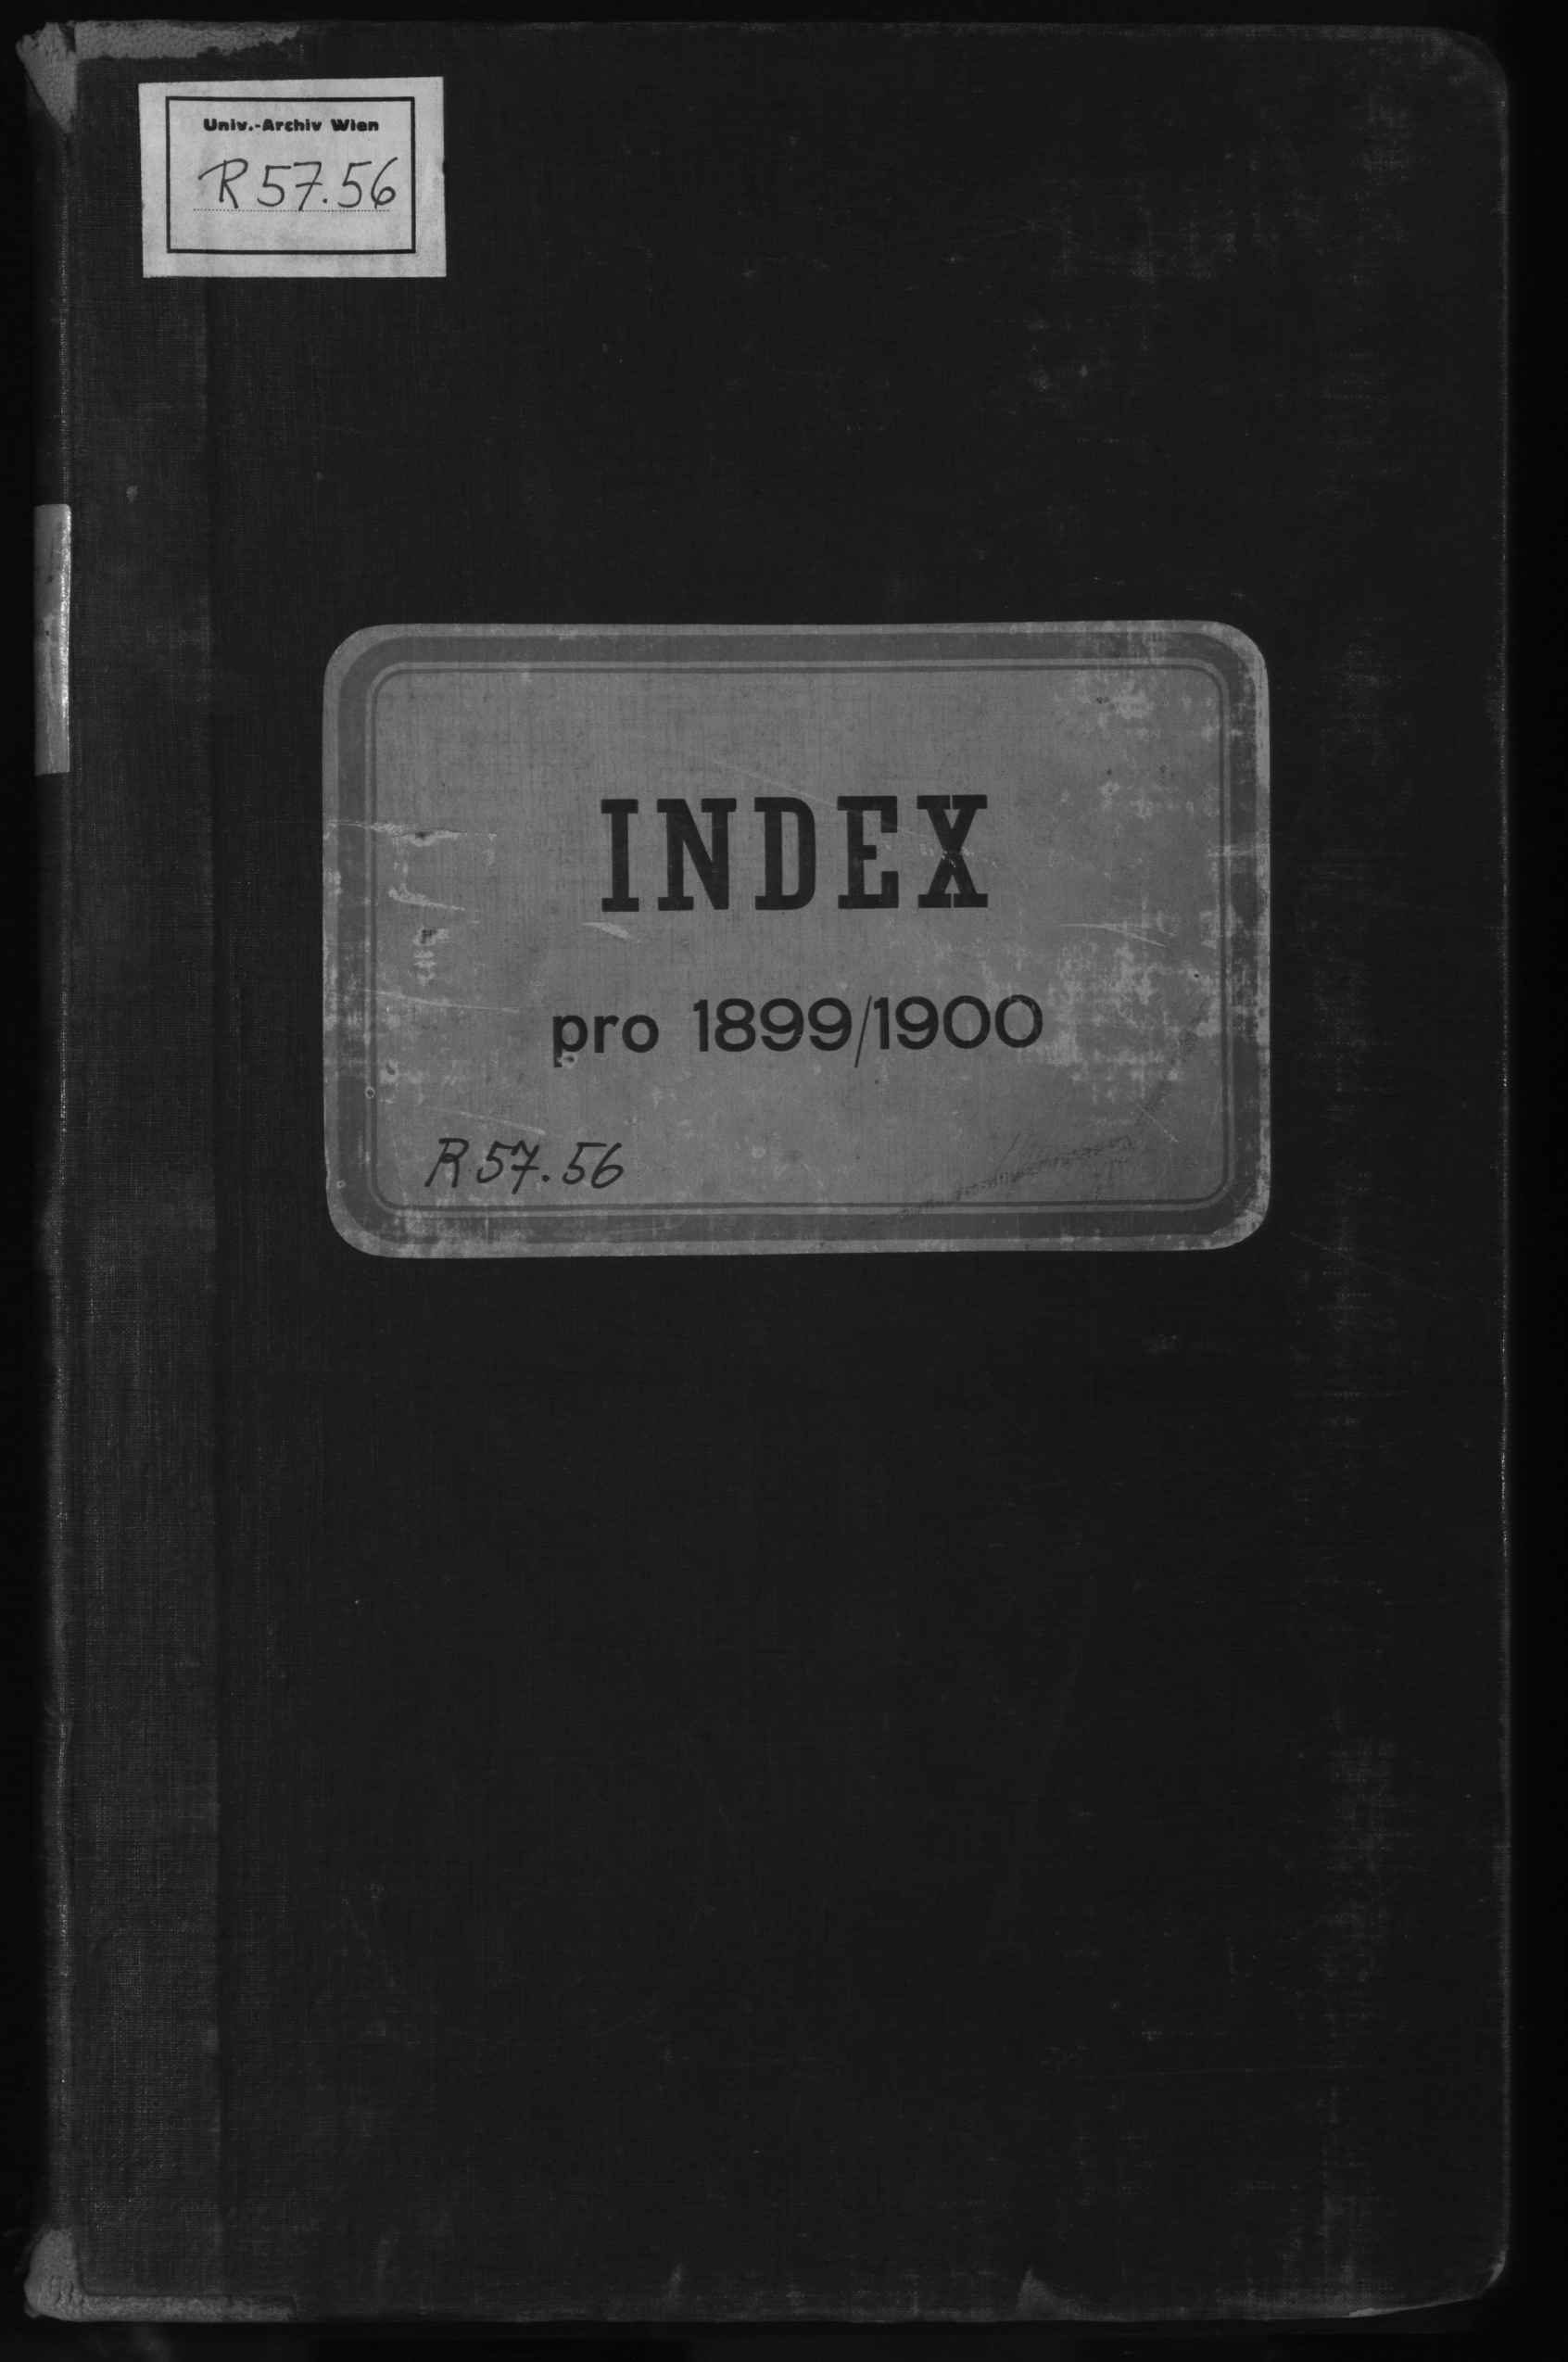 Univ.-Archiv Wien
R 57.56
INDEX
pro 1899/1900
R 57.56